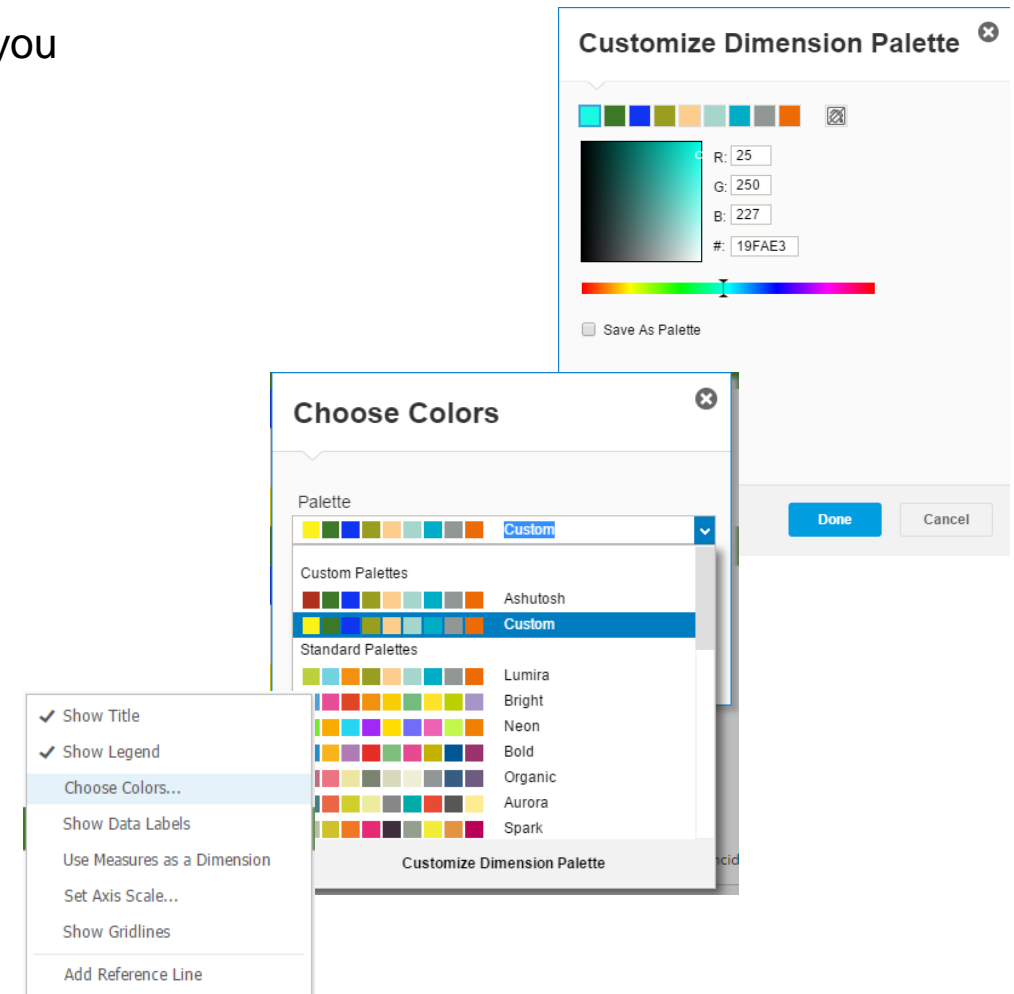 you
Customize Dimension Palette
R: 25
G: 250
B: 227
#: 19FAE3
Save As Palette
Done Cancel
Choose Colors
Palette
Custom
Custom Palettes
Ashutosh
Custom
Standard Palettes
Lumira
Bright
Neon
Bold
Organic
Aurora
Spark
Customize Dimension Palette
Show Title
Show Legend
Choose Colors...
Show Data Labels
Use Measures as a Dimension
Set Axis Scale...
Show Gridlines
Add Reference Line